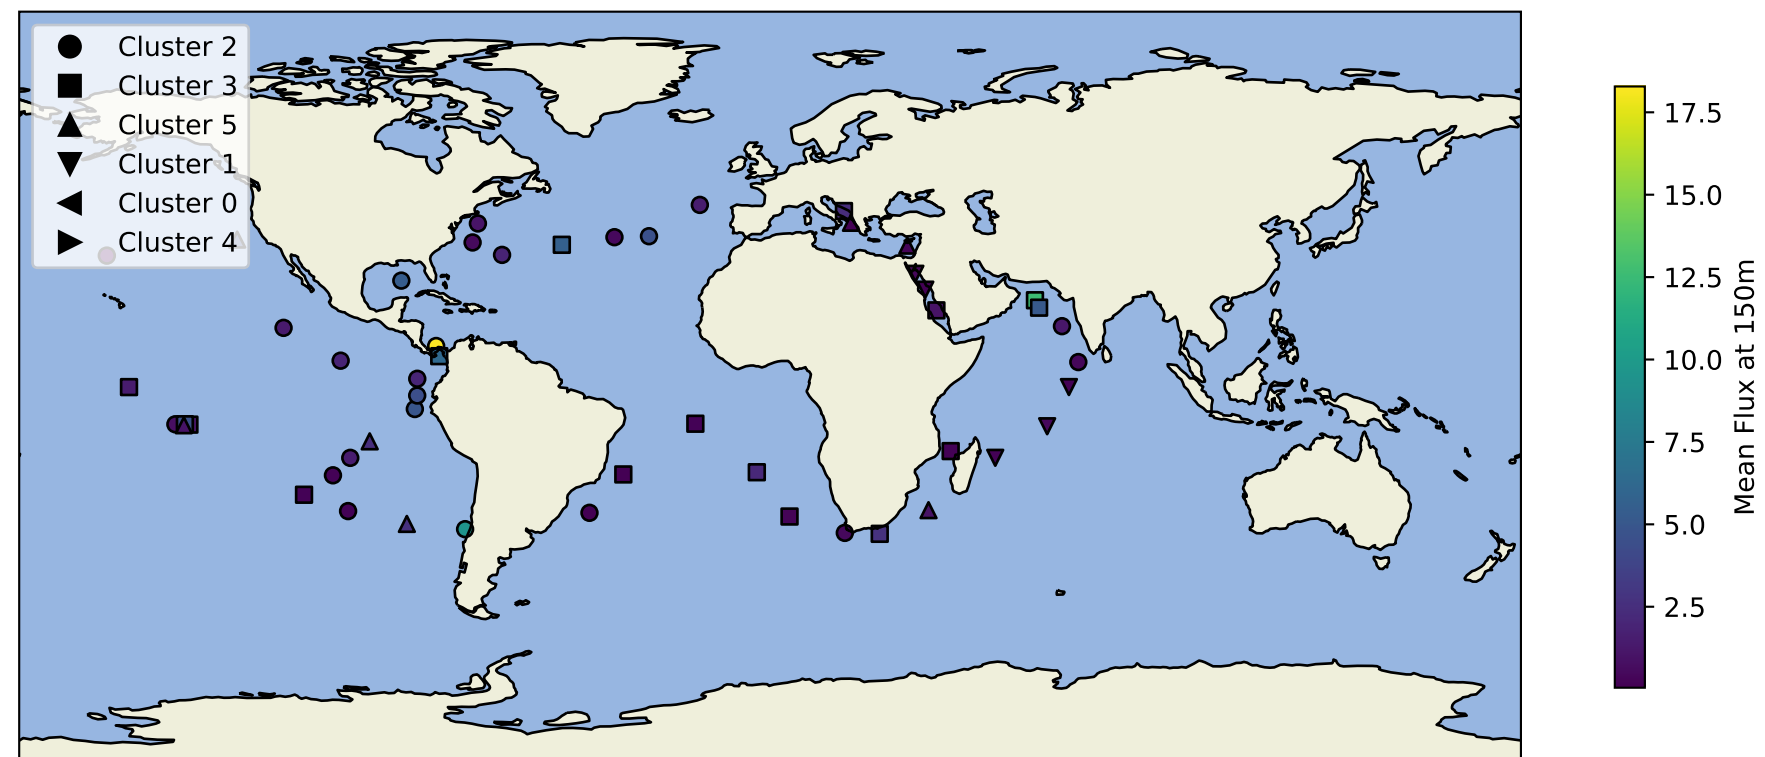 Cluster 2
Cluster 3
Cluster 5
Cluster 1
Cluster 0
Cluster 4
17.5
15.0
12.5
10.0
7.5
5.0
2.5
Mean Flux at 150m